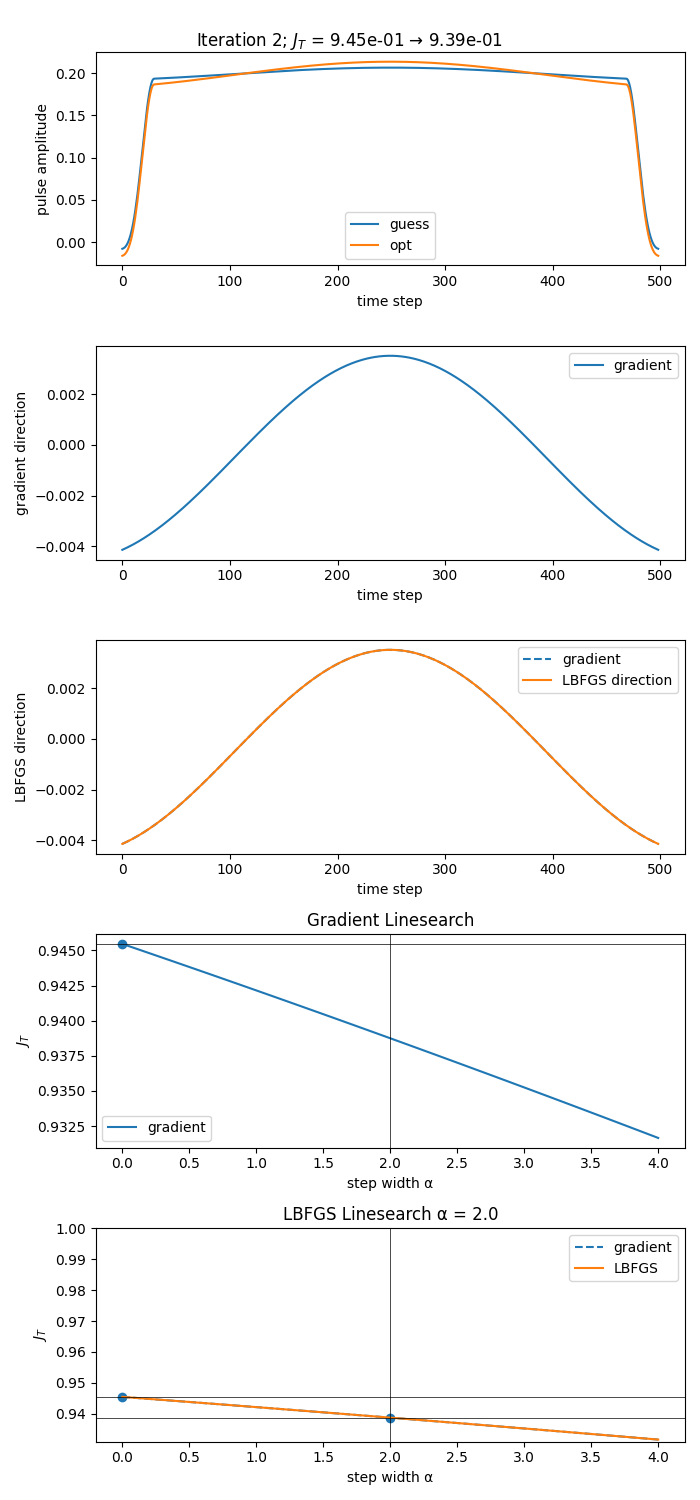 Iteration 2; J_T = 9.45e-01 → 9.39e-01
0.20
0.15
0.10
0.05
0.00
pulse amplitude
guess
opt
0 100 200 300 400 500
time step
0.002
0.000
−0.002
−0.004
gradient direction
gradient
0 100 200 300 400 500
time step
0.002
0.000
−0.002
−0.004
LBFGS direction
gradient
LBFGS direction
0 100 200 300 400 500
time step
Gradient Linesearch
0.9450
0.9425
0.9400
0.9375
0.9350
0.9325
J_T
gradient
0.0 0.5 1.0 1.5 2.0 2.5 3.0 3.5 4.0
step width α
LBFGS Linesearch α = 2.0
1.00
0.99
0.98
0.97
0.96
0.95
0.94
J_T
gradient
LBFGS
0.0 0.5 1.0 1.5 2.0 2.5 3.0 3.5 4.0
step width α